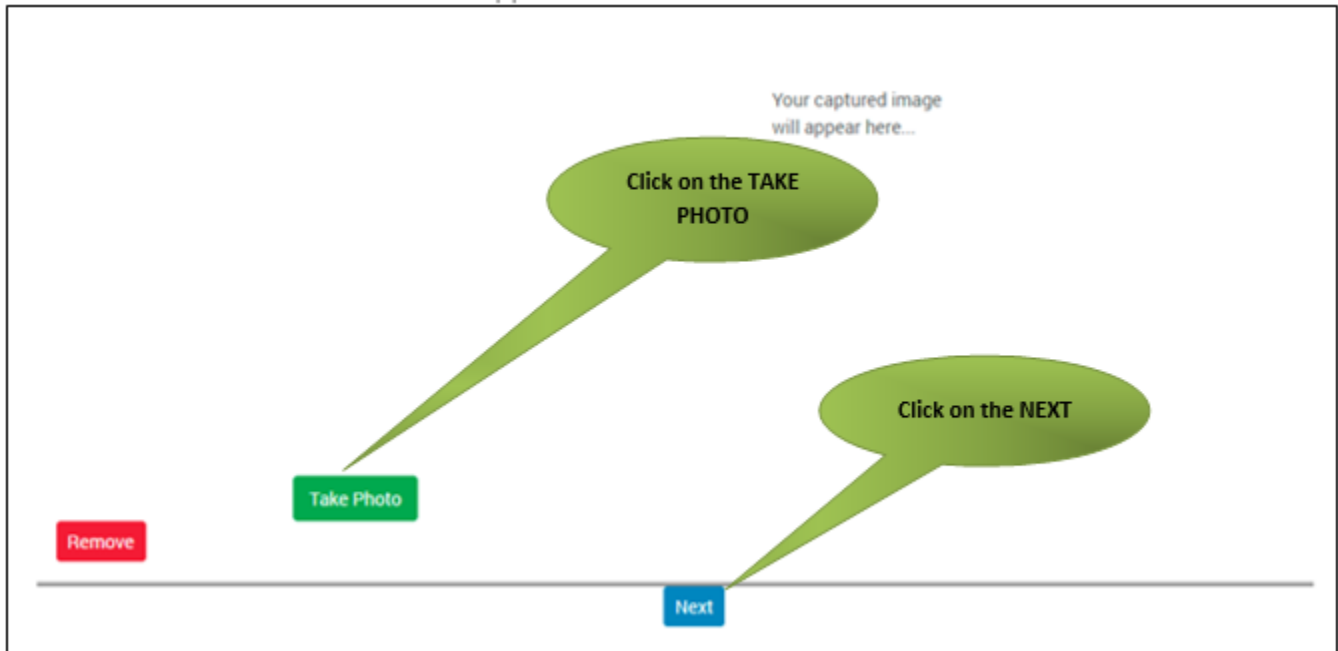 Your captured image
will appear here...
Click on the TAKE
PHOTO
Click on the NEXT
Take Photo
Remove
Next